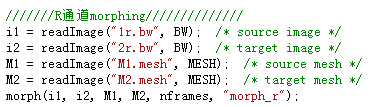 ///////R通道morphing///////////////
i1 = readImage("1r.bw", BW);  /* source image */
i2 = readImage("2r.bw", BW);  /* target image */
M1 = readImage("M1.mesh", MESH); /* source mesh */
M2 = readImage("M2.mesh", MESH); /* target mesh */
morph(i1, i2, M1, M2, nframes, "morph_r");